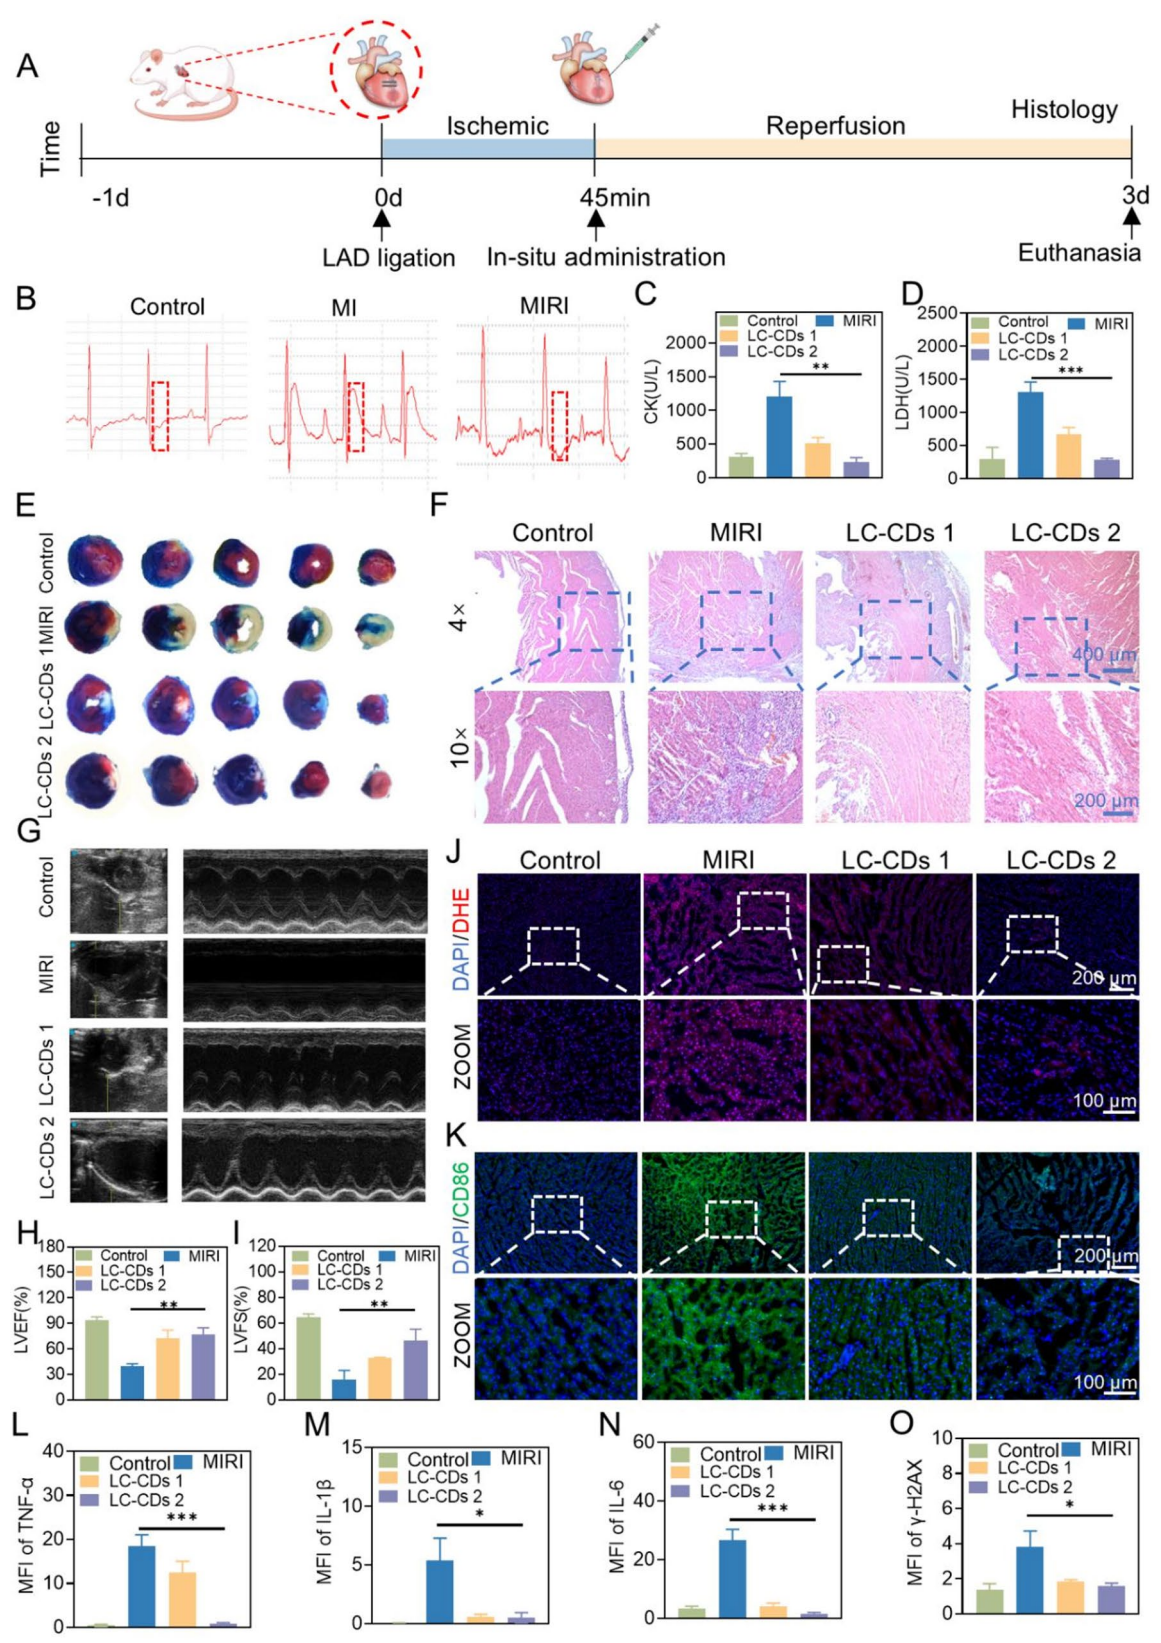 A
Time
Ischemic
Reperfusion
Histology
-1d
0d
45min
3d
LAD ligation
In-situ administration
Euthanasia
B
Control
MI
MIRI
C
CK(U/L)
Control MIRI
LC-CDs 1
LC-CDs 2
**
2000
1500
1000
500
0
D
LDH(U/L)
Control MIRI
LC-CDs 1
LC-CDs 2
***
2500
2000
1500
1000
500
0
E
Control
MIRI
LC-CDs 1
LC-CDs 2
F
Control MIRI LC-CDs 1 LC-CDs 2
4×
400 μm
10×
200 μm
G
Control
MIRI
LC-CDs 1
LC-CDs 2
J
Control MIRI LC-CDs 1 LC-CDs 2
DAPI/DHE
200 μm
ZOOM
100 μm
K
DAPI/CD86
200 μm
ZOOM
100 μm
H
LVEF(%)
Control MIRI
LC-CDs 1
LC-CDs 2
**
180
150
120
90
60
30
0
I
LVFS(%)
Control MIRI
LC-CDs 1
LC-CDs 2
**
120
100
80
60
40
20
0
L
MFI of TNF-α
Control MIRI
LC-CDs 1
LC-CDs 2
***
40
30
20
10
0
M
MFI of IL-1β
Control MIRI
LC-CDs 1
LC-CDs 2
*
15
10
5
0
N
MFI of IL-6
Control MIRI
LC-CDs 1
LC-CDs 2
***
60
40
20
0
O
MFI of γ-H2AX
Control MIRI
LC-CDs 1
LC-CDs 2
*
10
8
6
4
2
0